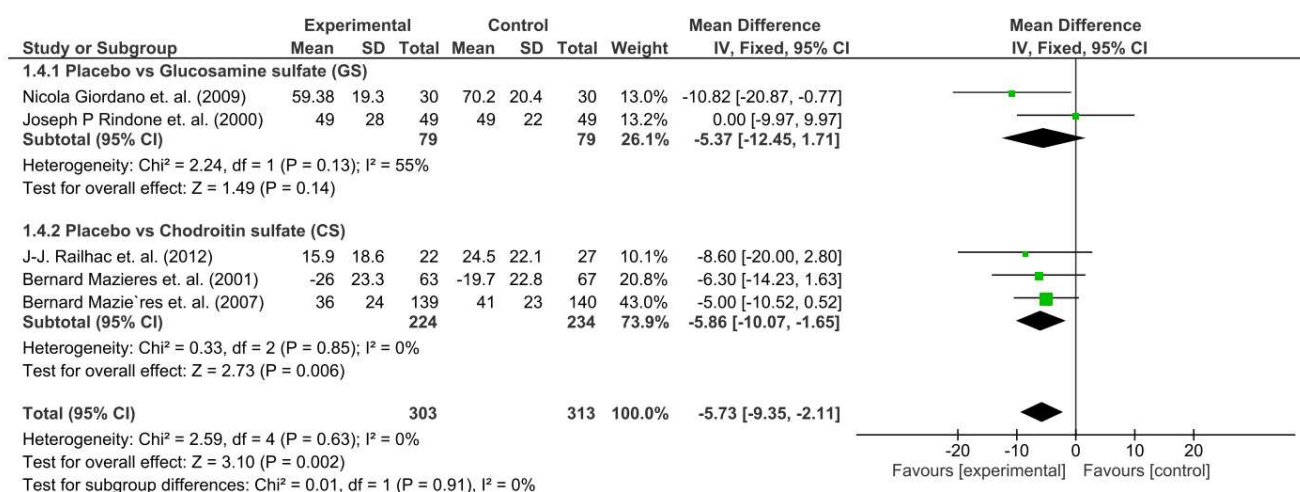 Experimental Control Mean Difference Mean Difference
Study or Subgroup Mean SD Total Mean SD Total Weight IV, Fixed, 95% CI IV, Fixed, 95% CI
1.4.1 Placebo vs Glucosamine sulfate (GS)
Nicola Giordano et. al. (2009) 59.38 19.3 30 70.2 20.4 30 13.0% -10.82 [-20.87, -0.77]
Joseph P Rindone et. al. (2000) 49 28 49 49 22 49 13.2% 0.00 [-9.97, 9.97]
Subtotal (95% CI) 79 79 26.1% -5.37 [-12.45, 1.71]
Heterogeneity: Chi² = 2.24, df = 1 (P = 0.13); I² = 55%
Test for overall effect: Z = 1.49 (P = 0.14)
1.4.2 Placebo vs Chodroitin sulfate (CS)
J-J. Railhac et. al. (2012) 15.9 18.6 22 24.5 22.1 27 10.1% -8.60 [-20.00, 2.80]
Bernard Mazieres et. al. (2001) -26 23.3 63 -19.7 22.8 67 20.8% -6.30 [-14.23, 1.63]
Bernard Mazie`res et. al. (2007) 36 24 139 41 23 140 43.0% -5.00 [-10.52, 0.52]
Subtotal (95% CI) 224 234 73.9% -5.86 [-10.07, -1.65]
Heterogeneity: Chi² = 0.33, df = 2 (P = 0.85); I² = 0%
Test for overall effect: Z = 2.73 (P = 0.006)
Total (95% CI) 303 313 100.0% -5.73 [-9.35, -2.11]
Heterogeneity: Chi² = 2.59, df = 4 (P = 0.63); I² = 0%
Test for overall effect: Z = 3.10 (P = 0.002)
Test for subgroup differences: Chi² = 0.01, df = 1 (P = 0.91), I² = 0%
-20 -10 0 10 20
Favours [experimental] Favours [control]